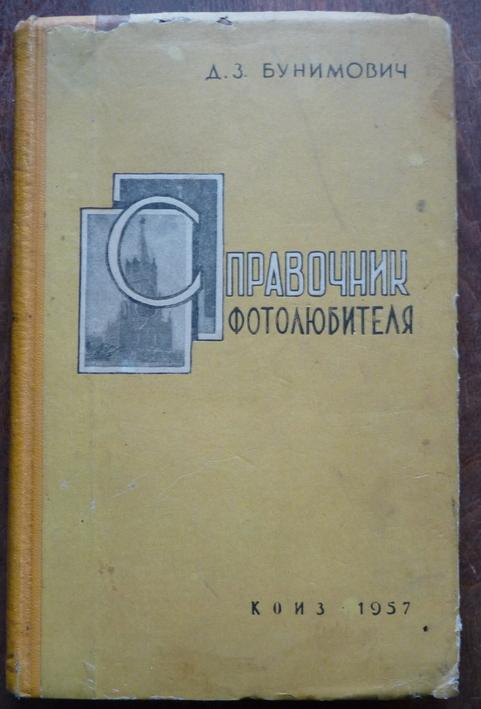 Д. З. БУНИМОВИЧ
СПРАВОЧНИК
ФОТОЛЮБИТЕЛЯ
КОИЗ · 1957